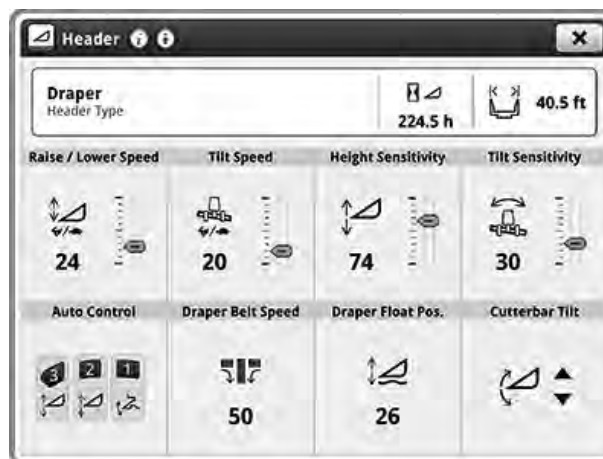 Header
Draper
Header Type
224.5 h
40.5 ft
Raise / Lower Speed
Tilt Speed
Height Sensitivity
Tilt Sensitivity
24
20
74
30
Auto Control
Draper Belt Speed
Draper Float Pos.
Cutterbar Tilt
3 2 1
50
26